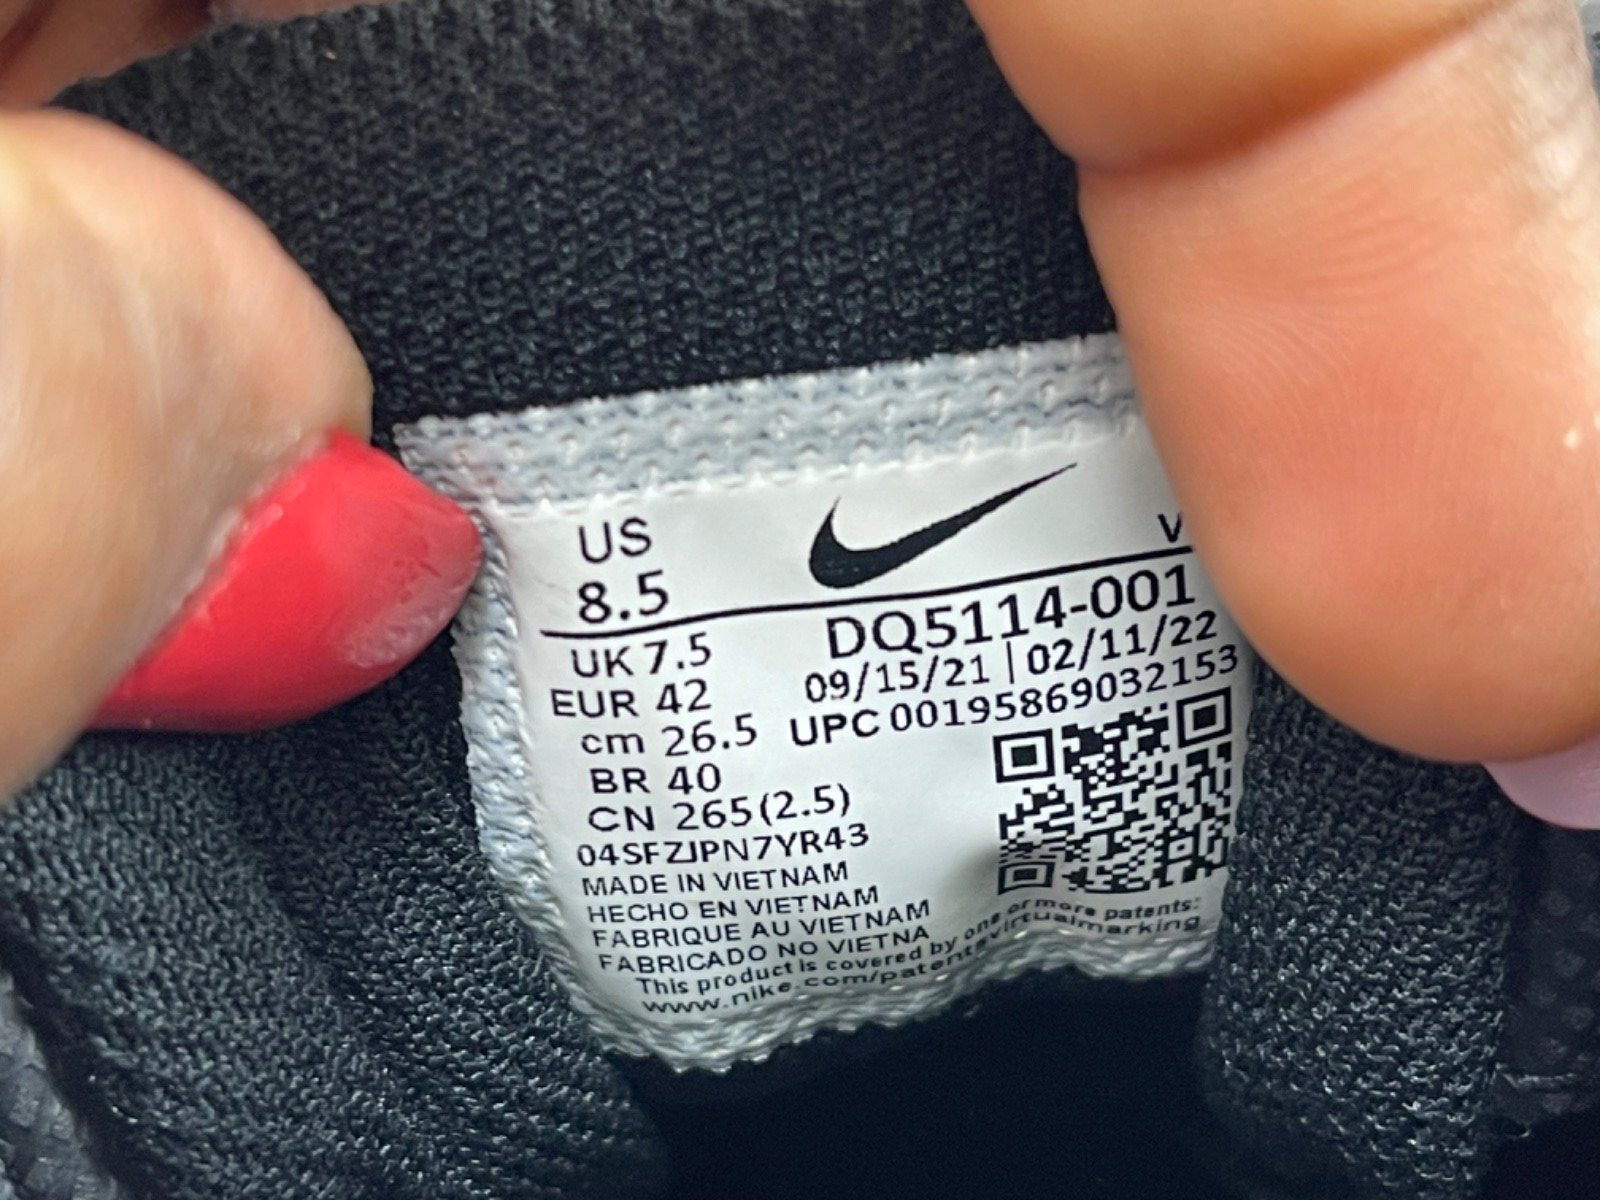 US
8.5
V
UK 7.5
EUR 42
cm 26.5
BR 40
CN 265(2.5)
DQ5114-001
09/15/21 | 02/11/22
UPC 00195869032153
04SFZJPN7YR43
MADE IN VIETNAM
HECHO EN VIETNAM
FABRIQUE AU VIETNAM
FABRICADO NO VIETNA
This product is covered by one or more patents:
www.nike.com/patentsvirtualmarking